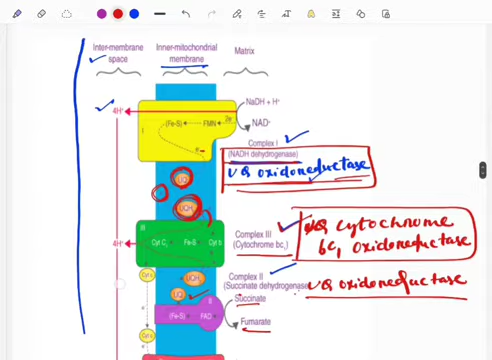 Inter-membrane Inner-mitochondrial Matrix
space membrane
4H+
NADH + H+
2e-
(Fe-S) FMN
NAD+
I
e-
Complex I
(NADH dehydrogenase)
UQ oxidoreductase
UQ
UQH2
III
Cyt C1 Fe-S Cyt b
4H+
Complex III
(Cytochrome bc1)
UQ cytochrome
bc1 oxidoreductase
Cyt c
UQH2
Complex II
(Succinate dehydrogenase)
UQ oxidoreductase
UQ
II
Succinate
(Fe-S) FAD
Fumarate
e-
e-
Cyt c